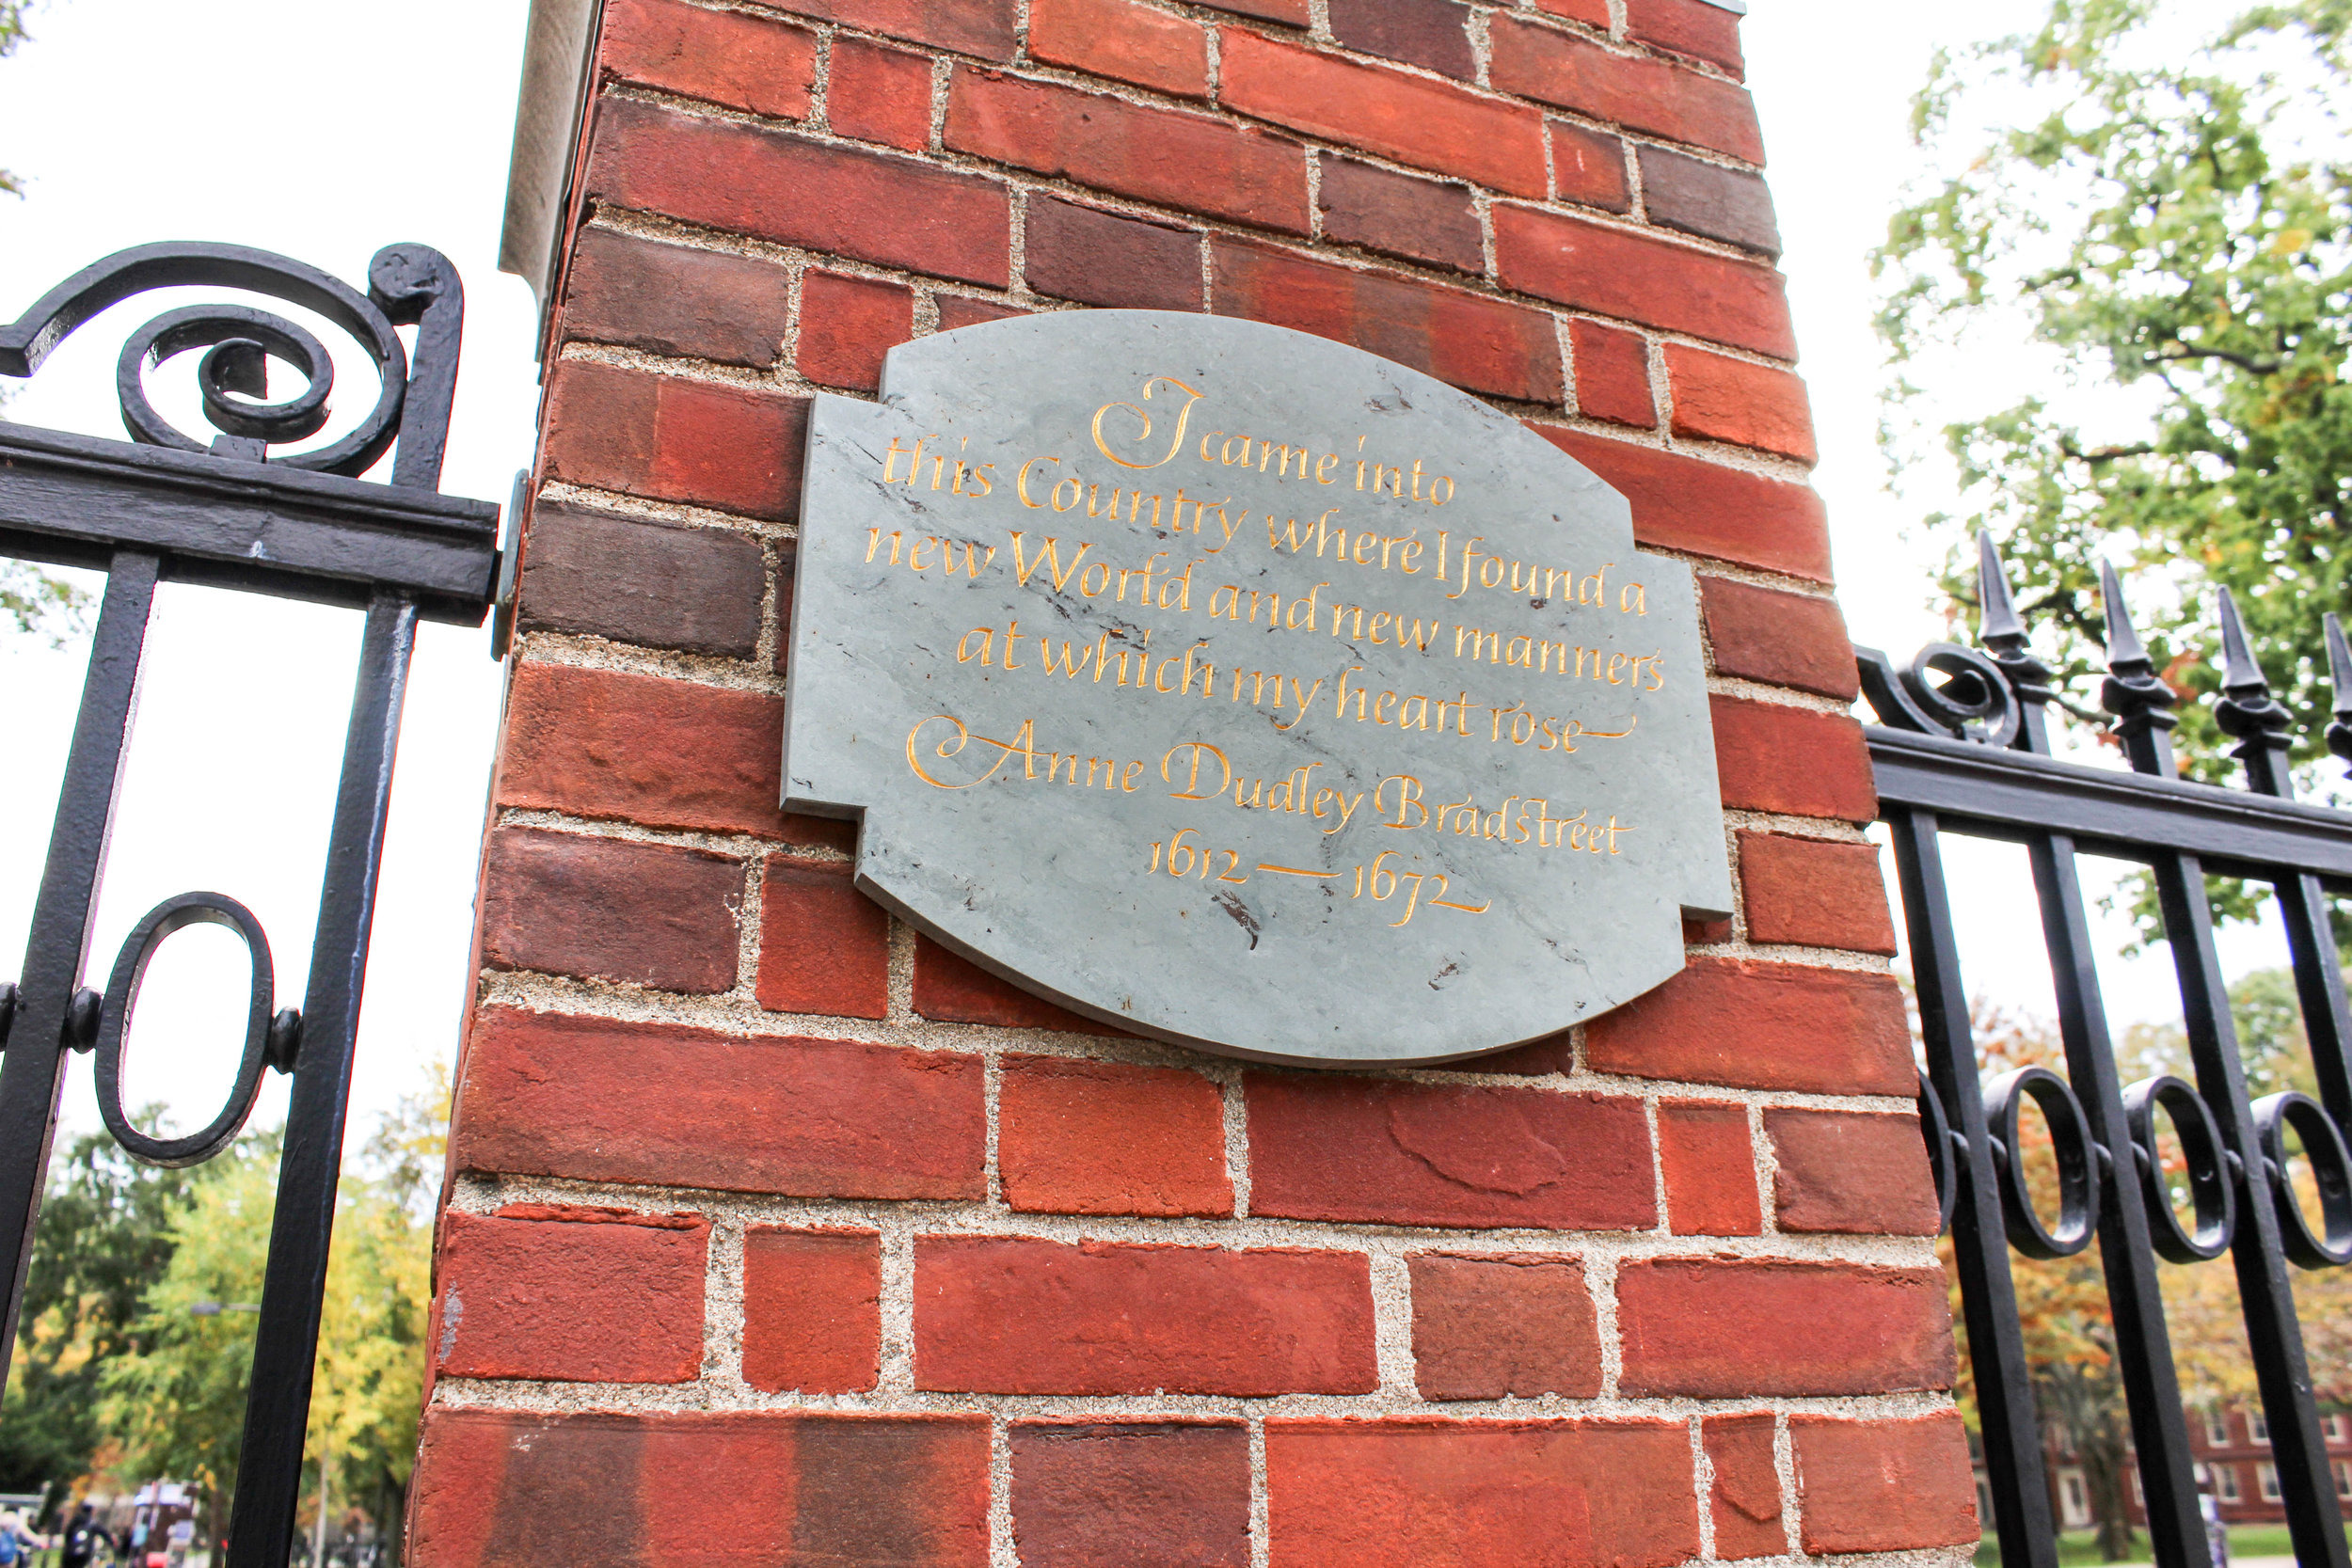 I came into
this Country where I found a
new World and new manners
at which my heart rose
Anne Dudley Bradstreet
1612 — 1672